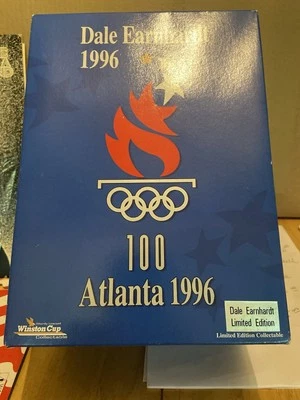 Dale Earnhardt
1996
100
Atlanta 1996
Winston Cup
Dale Earnhardt
Limited Edition
Limited Edition Collectable